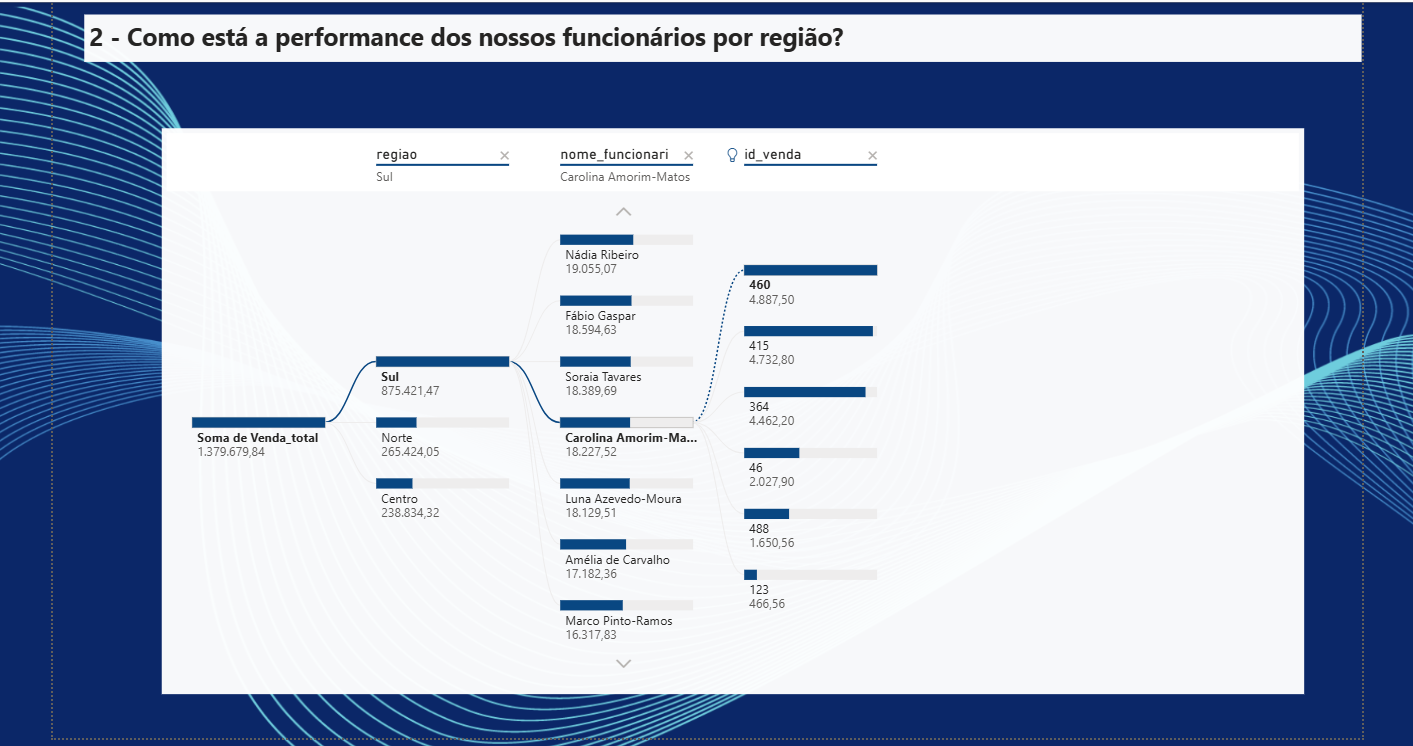 2 - Como está a performance dos nossos funcionários por região?
regiao
Sul
nome_funcionari
Carolina Amorim-Matos
id_venda
Soma de Venda_total
1.379.679,84
Sul
875.421,47
Norte
265.424,05
Centro
238.834,32
Nádia Ribeiro
19.055,07
Fábio Gaspar
18.594,63
Soraia Tavares
18.389,69
Carolina Amorim-Ma...
18.227,52
Luna Azevedo-Moura
18.129,51
Amélia de Carvalho
17.182,36
Marco Pinto-Ramos
16.317,83
460
4.887,50
415
4.732,80
364
4.462,20
46
2.027,90
488
1.650,56
123
466,56